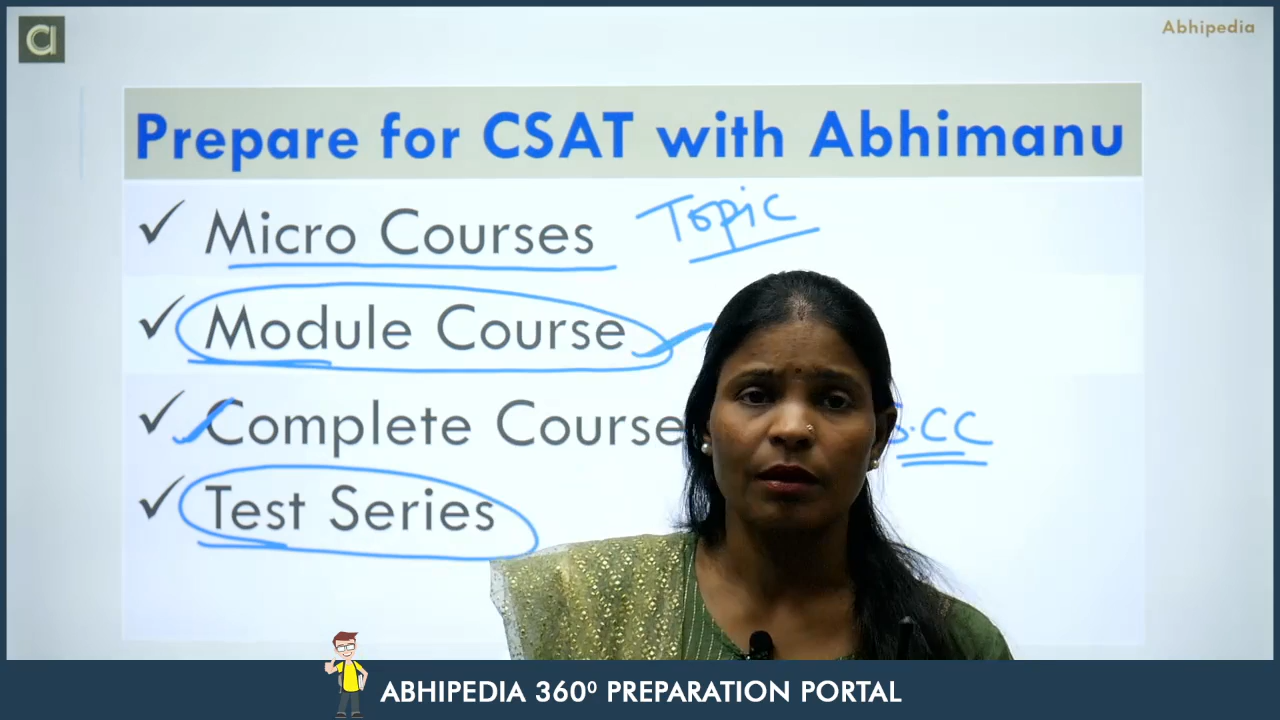 Abhipedia
Prepare for CSAT with Abhimanu
✓ Micro Courses Topic
✓ Module Course
✓ Complete Course .CC
✓ Test Series
ABHIPEDIA 360⁰ PREPARATION PORTAL